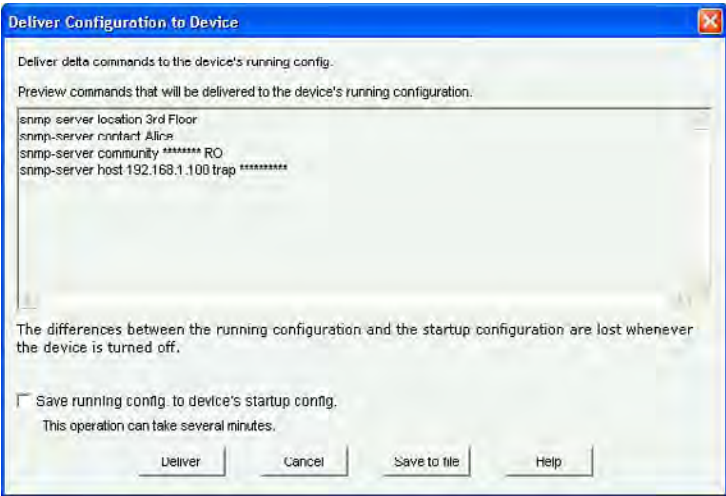 Deliver Configuration to Device
Deliver delta commands to the device's running config.
Preview commands that will be delivered to the device's running configuration.
snmp-server location 3rd Floor
snmp-server contact Alice
snmp-server community ******** RO
snmp-server host 192.168.1.100 trap **********
The differences between the running configuration and the startup configuration are lost whenever
the device is turned off.
Save running config. to device's startup config.
This operation can take several minutes.
Deliver Cancel Save to file Help